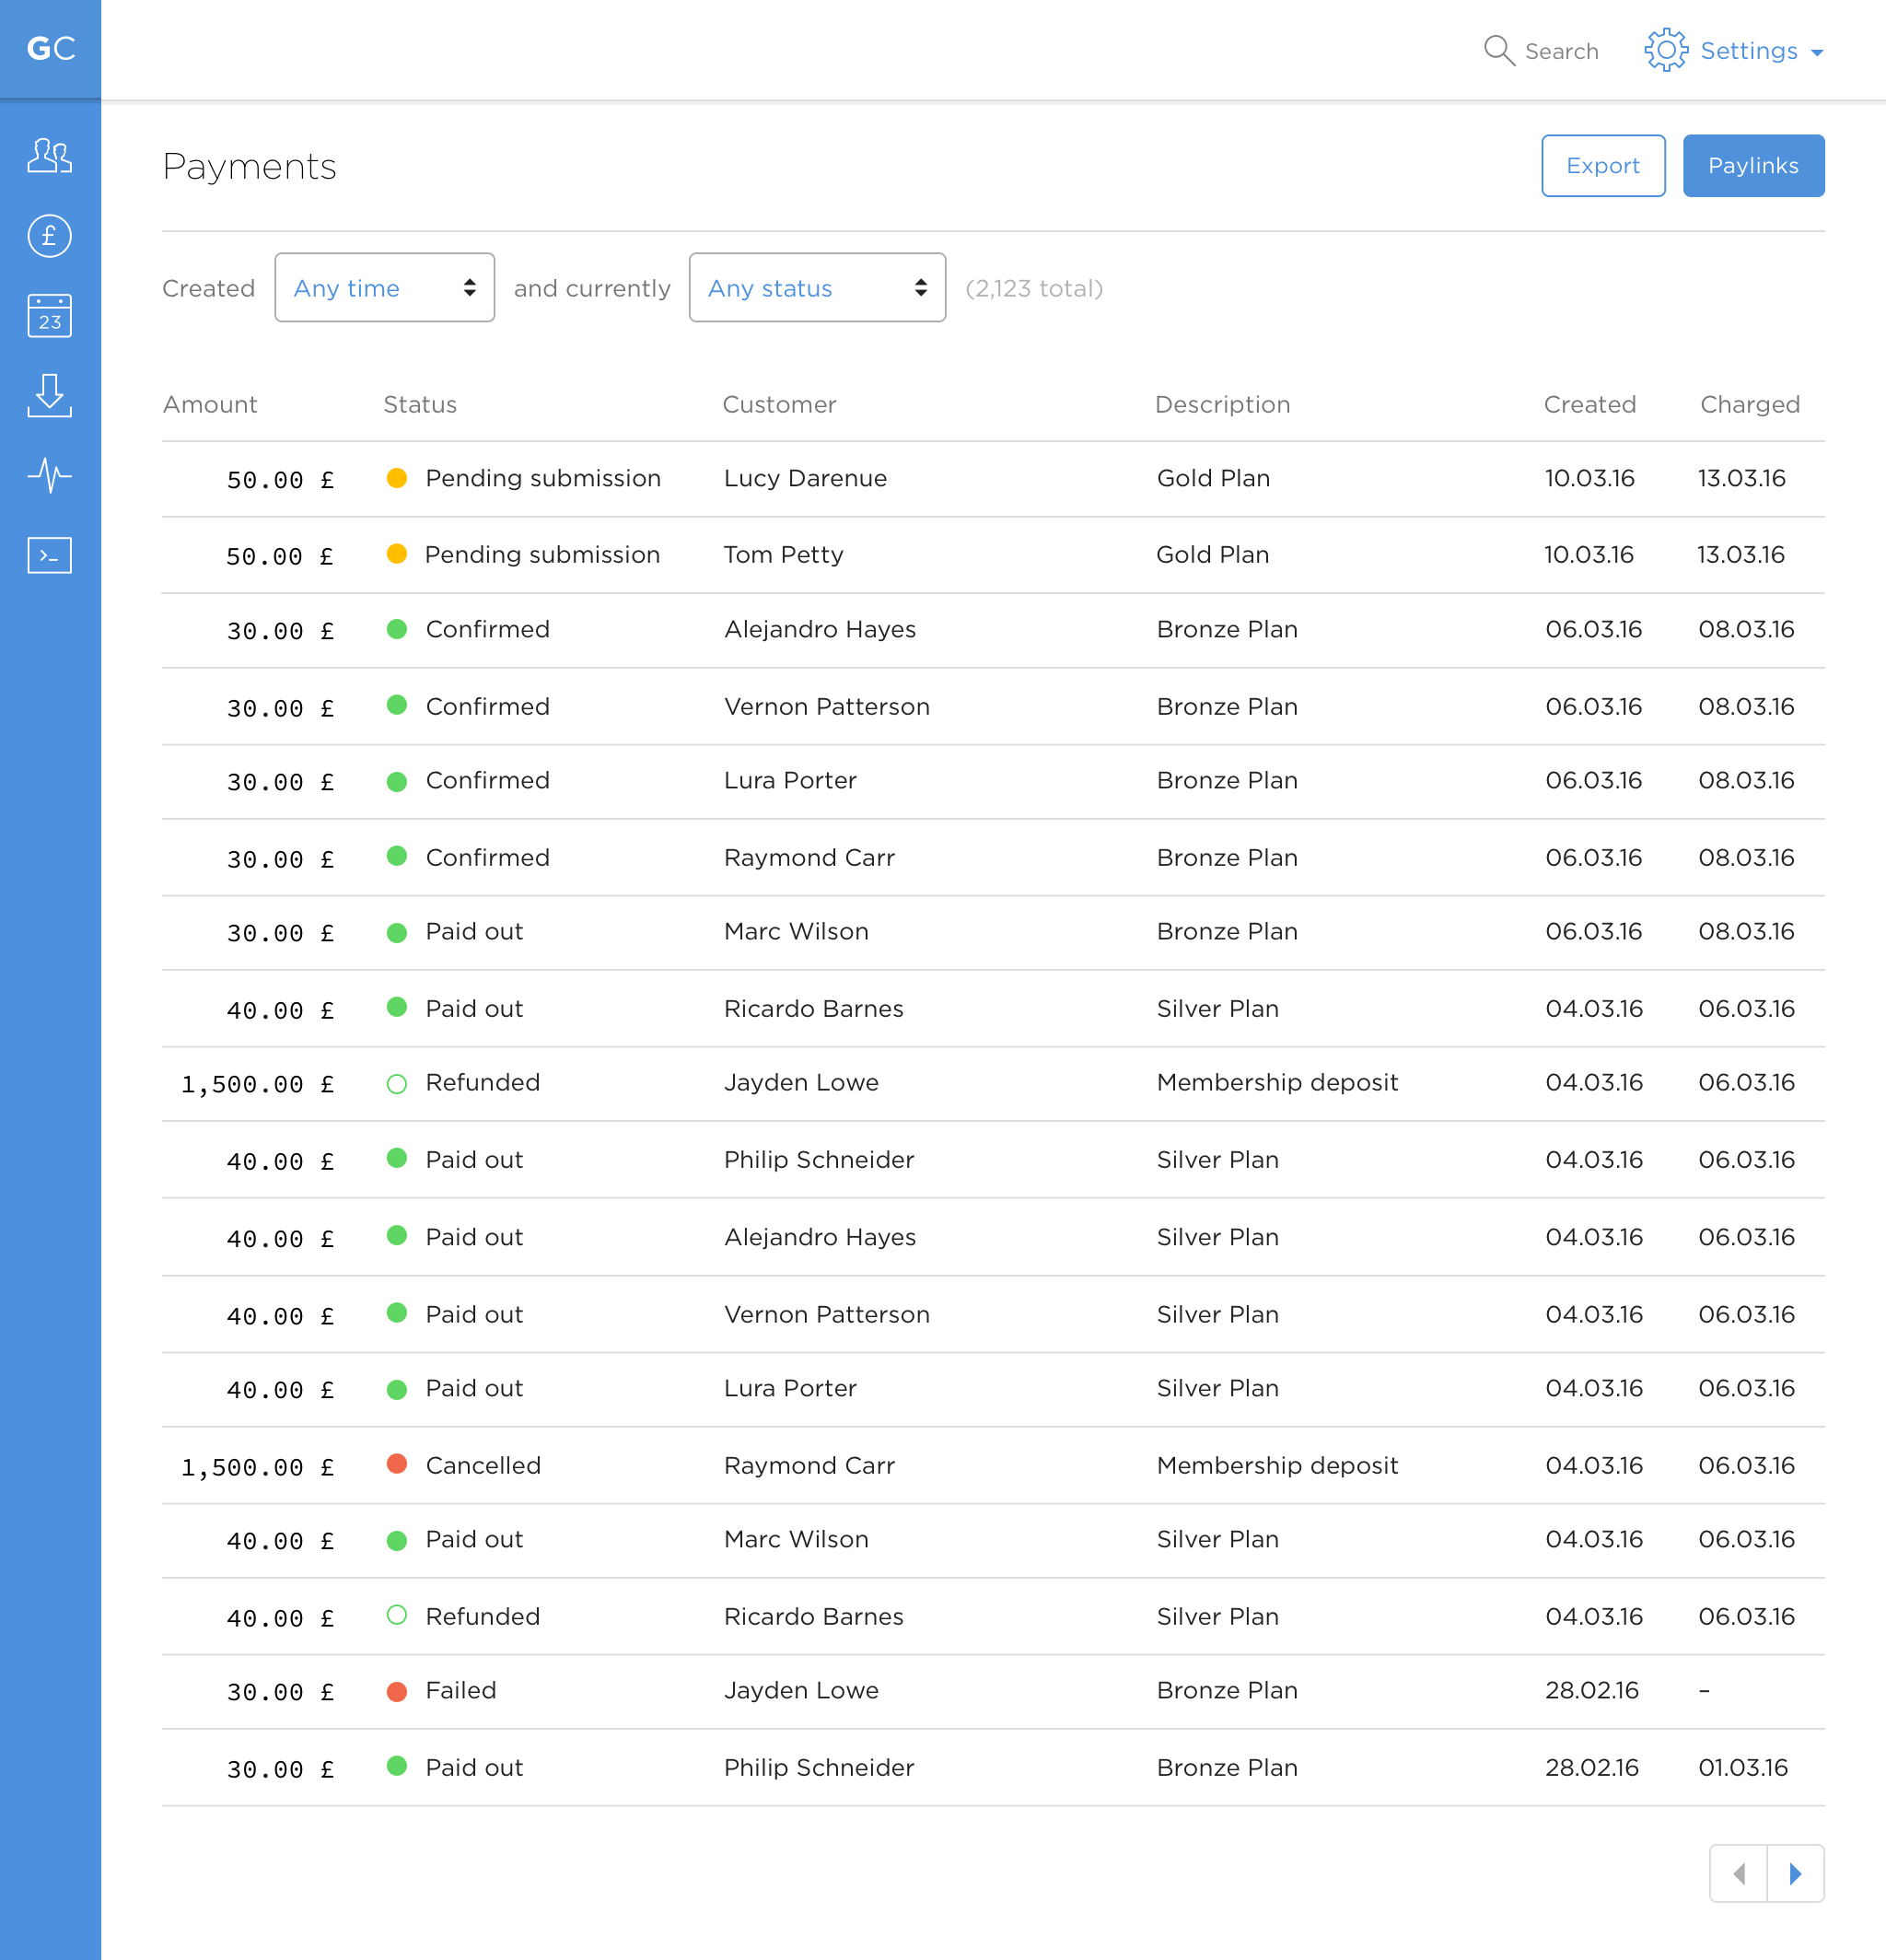 GC
Search Settings
Payments Export Paylinks
Created Any time and currently Any status (2,123 total)
23
Amount Status Customer Description Created Charged
50.00 £ Pending submission Lucy Darenue Gold Plan 10.03.16 13.03.16
50.00 £ Pending submission Tom Petty Gold Plan 10.03.16 13.03.16
30.00 £ Confirmed Alejandro Hayes Bronze Plan 06.03.16 08.03.16
30.00 £ Confirmed Vernon Patterson Bronze Plan 06.03.16 08.03.16
30.00 £ Confirmed Lura Porter Bronze Plan 06.03.16 08.03.16
30.00 £ Confirmed Raymond Carr Bronze Plan 06.03.16 08.03.16
30.00 £ Paid out Marc Wilson Bronze Plan 06.03.16 08.03.16
40.00 £ Paid out Ricardo Barnes Silver Plan 04.03.16 06.03.16
1,500.00 £ Refunded Jayden Lowe Membership deposit 04.03.16 06.03.16
40.00 £ Paid out Philip Schneider Silver Plan 04.03.16 06.03.16
40.00 £ Paid out Alejandro Hayes Silver Plan 04.03.16 06.03.16
40.00 £ Paid out Vernon Patterson Silver Plan 04.03.16 06.03.16
40.00 £ Paid out Lura Porter Silver Plan 04.03.16 06.03.16
1,500.00 £ Cancelled Raymond Carr Membership deposit 04.03.16 06.03.16
40.00 £ Paid out Marc Wilson Silver Plan 04.03.16 06.03.16
40.00 £ Refunded Ricardo Barnes Silver Plan 04.03.16 06.03.16
30.00 £ Failed Jayden Lowe Bronze Plan 28.02.16 –
30.00 £ Paid out Philip Schneider Bronze Plan 28.02.16 01.03.16